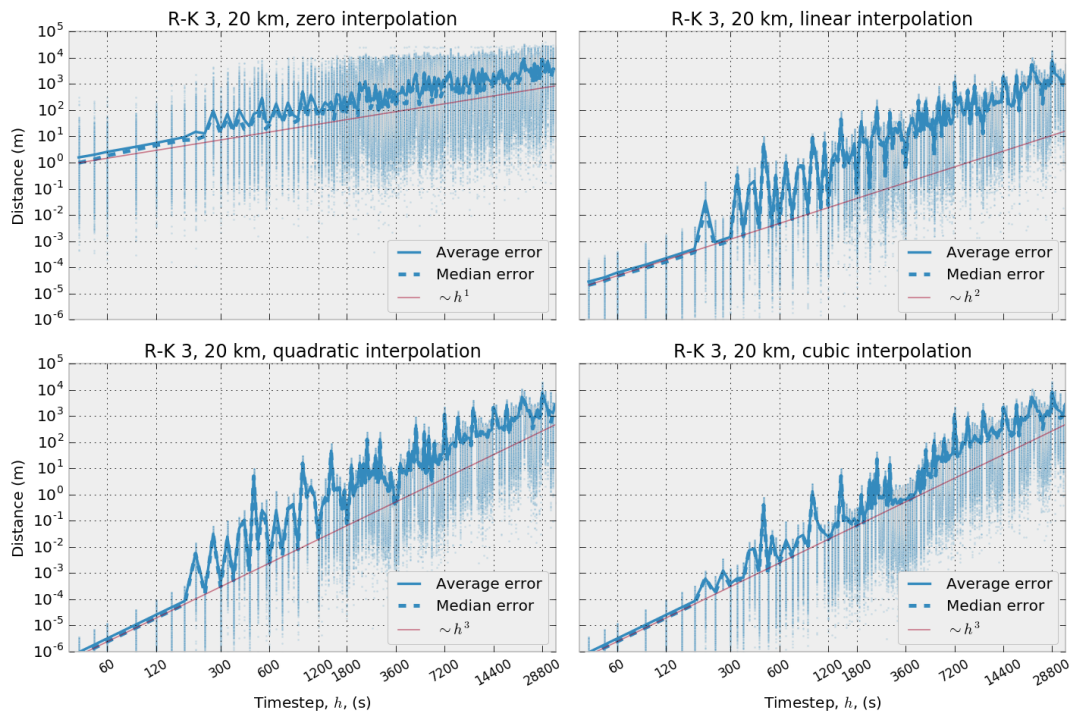 R-K 3, 20 km, zero interpolation
10^5
10^4
10^3
10^2
10^1
10^0
10^-1
10^-2
10^-3
10^-4
10^-5
10^-6
Distance (m)
Average error
Median error
~ h^1
R-K 3, 20 km, linear interpolation
Average error
Median error
~ h^2
R-K 3, 20 km, quadratic interpolation
10^5
10^4
10^3
10^2
10^1
10^0
10^-1
10^-2
10^-3
10^-4
10^-5
10^-6
Distance (m)
Average error
Median error
~ h^3
60 120 300 600 1200 1800 3600 7200 14400 28800
Timestep, h, (s)
R-K 3, 20 km, cubic interpolation
Average error
Median error
~ h^3
60 120 300 600 1200 1800 3600 7200 14400 28800
Timestep, h, (s)